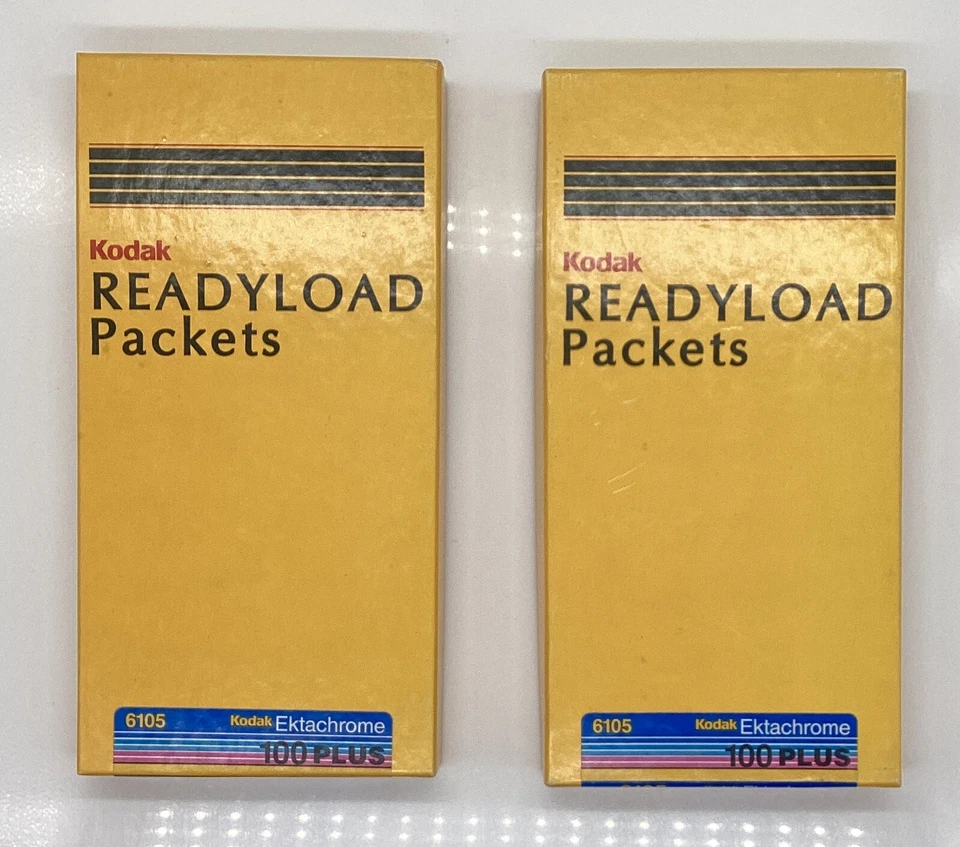 Kodak
READYLOAD
Packets
6105 Kodak Ektachrome
100 PLUS
Kodak
READYLOAD
Packets
6105 Kodak Ektachrome
100 PLUS